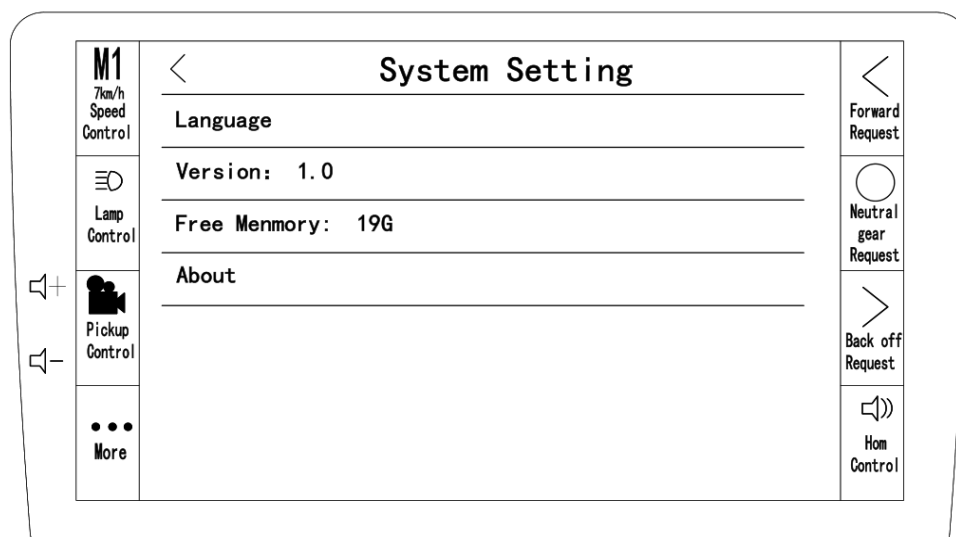 M1
7km/h
Speed
Control
Lamp
Control
Pickup
Control
More
System Setting
Language
Version: 1.0
Free Menmory: 19G
About
Forward
Request
Neutral
gear
Request
Back off
Request
Hom
Control